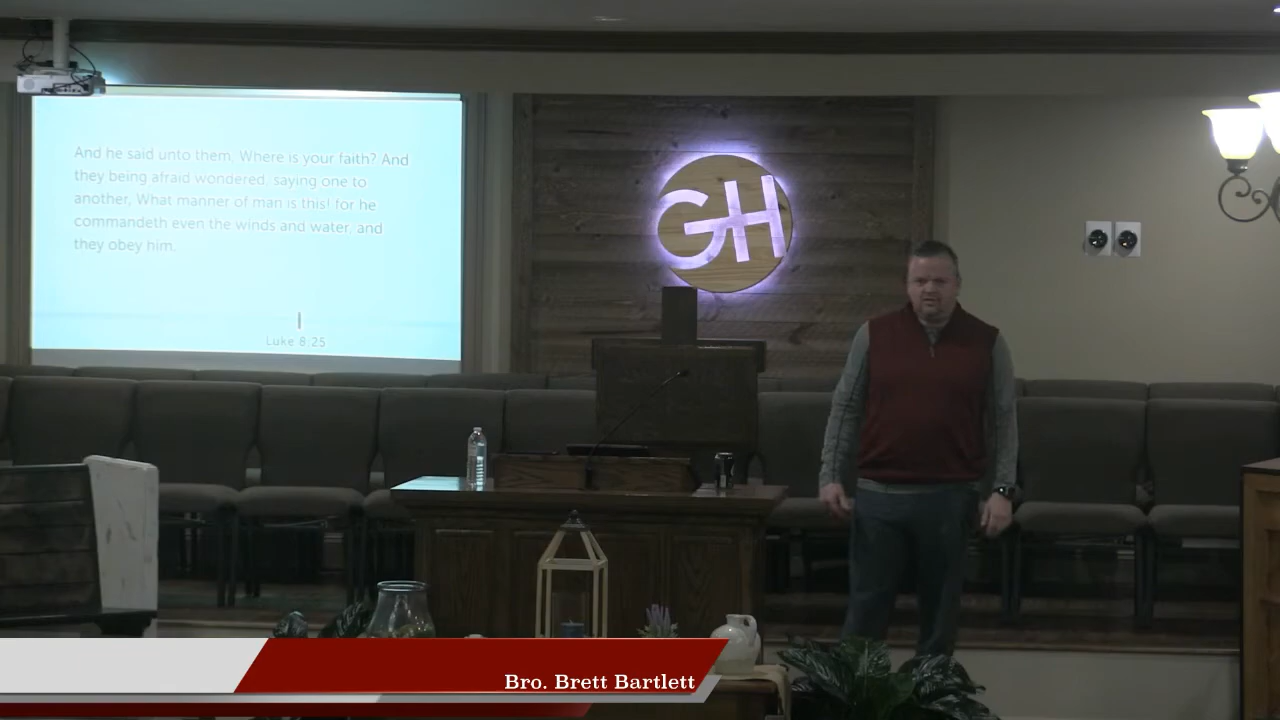 And he said unto them, Where is your faith? And
they being afraid wondered, saying one to
another, What manner of man is this! for he
commandeth even the winds and water, and
they obey him.
Luke 8:25
GH
Bro. Brett Bartlett